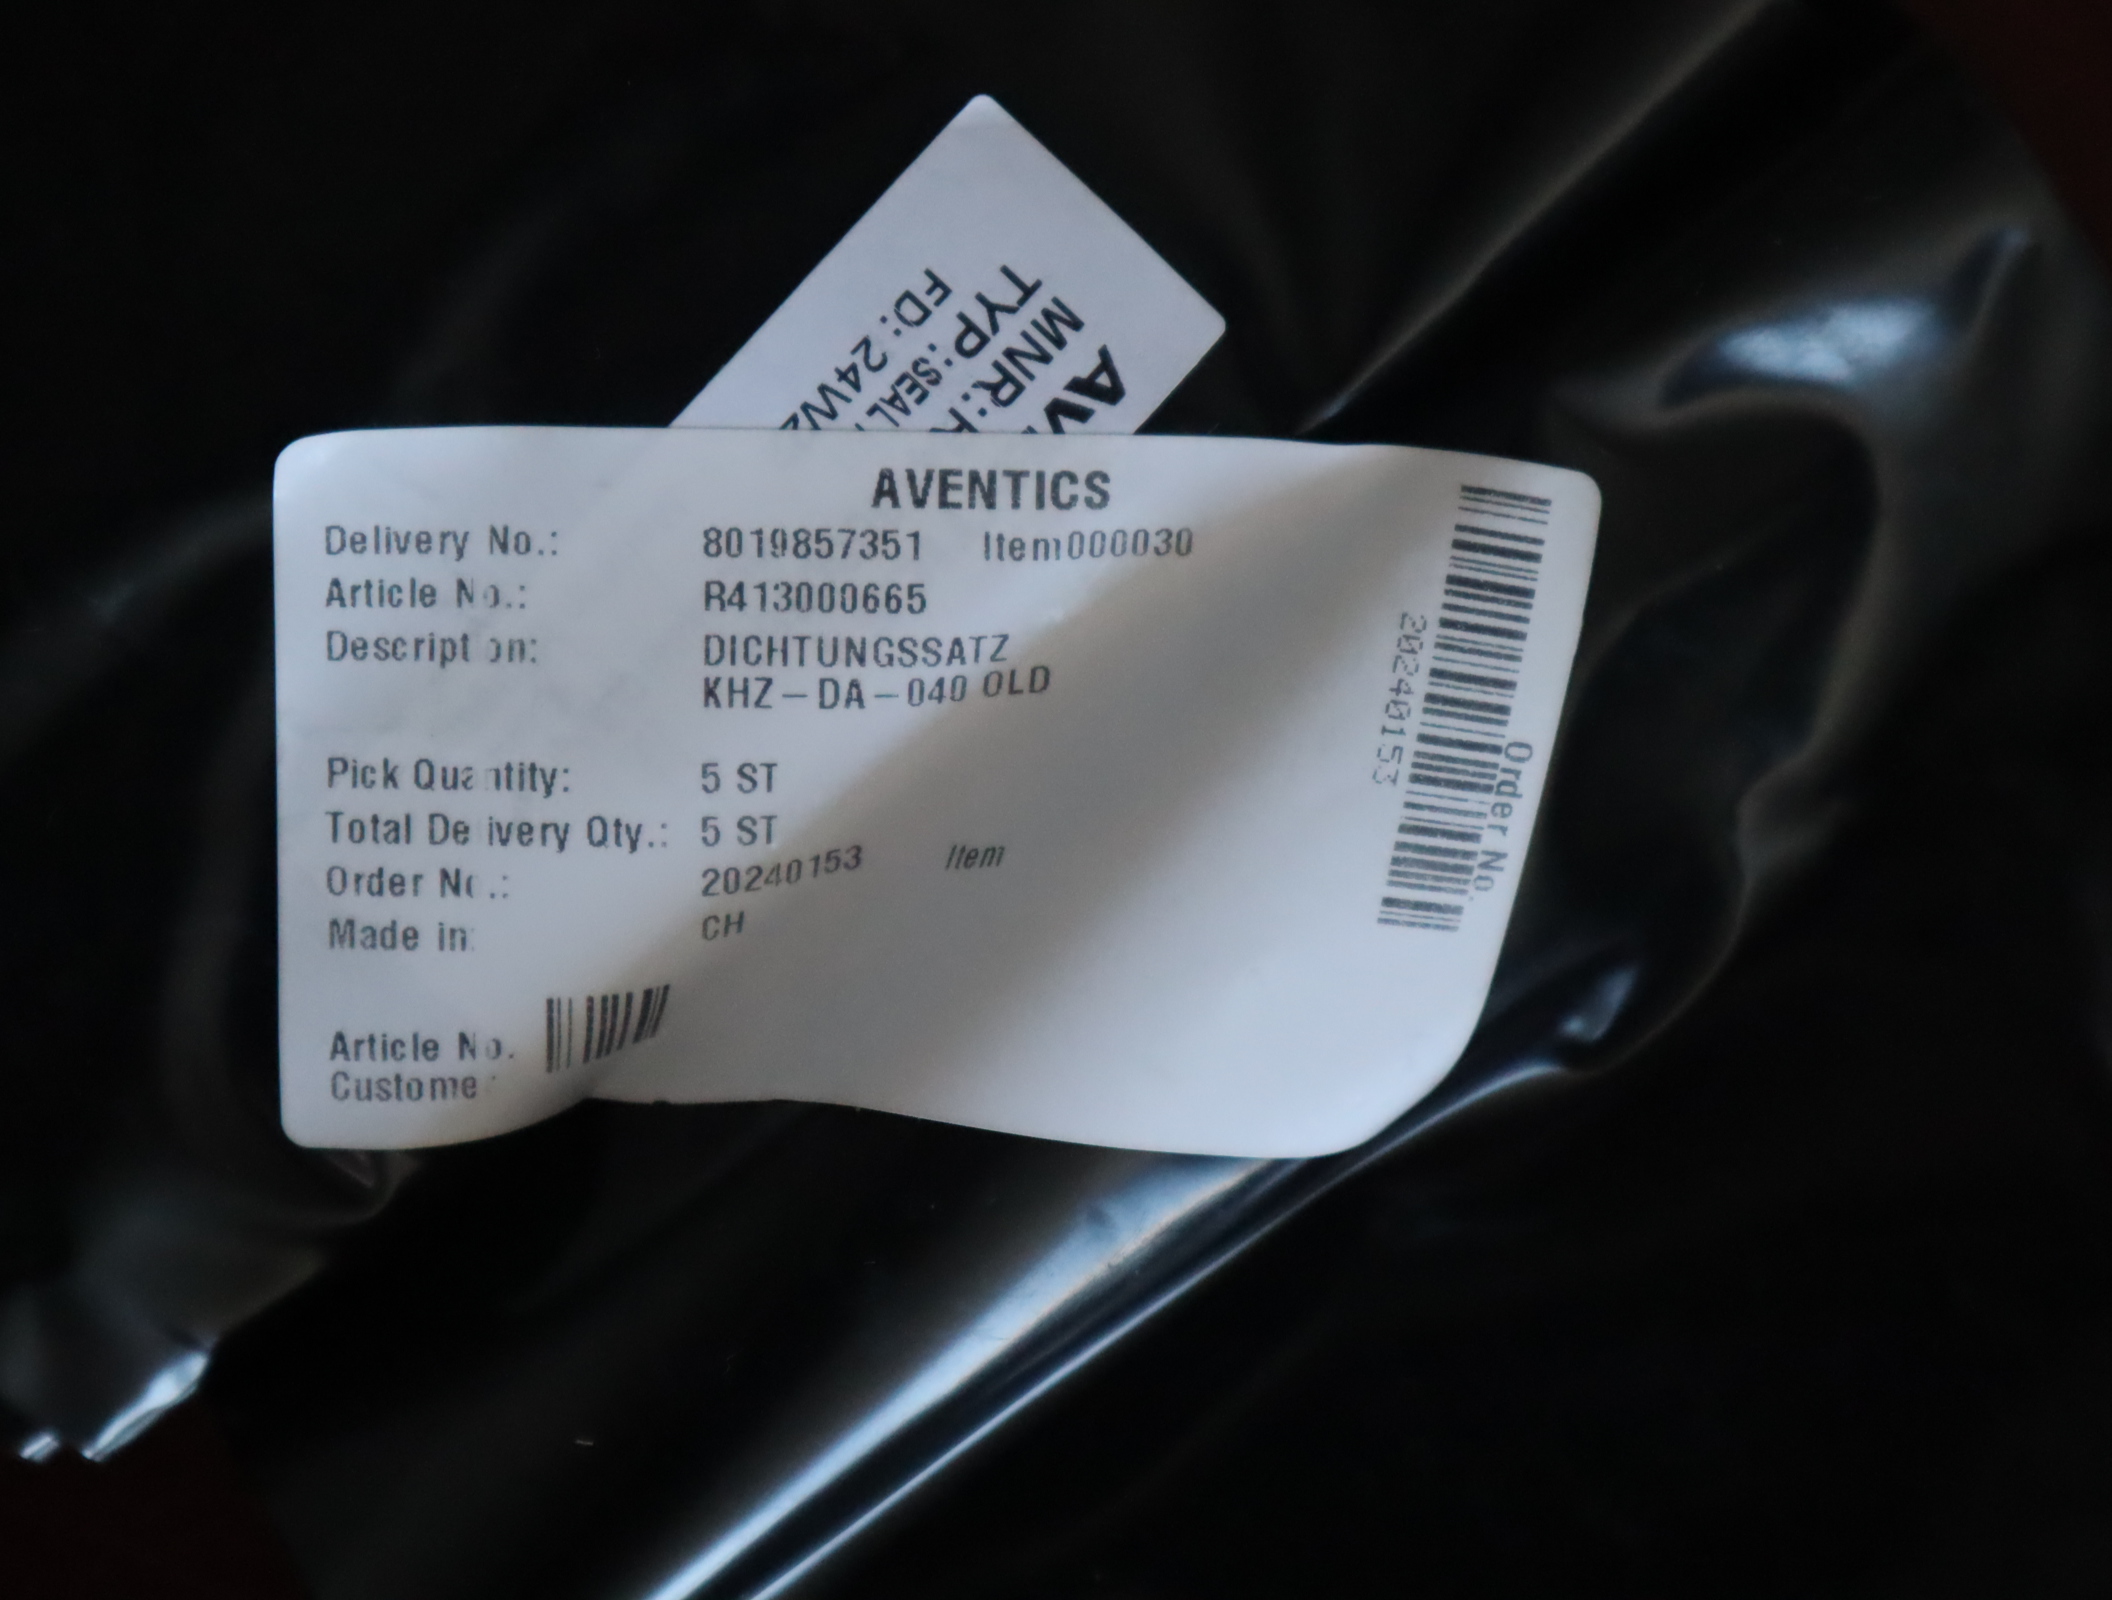 AVENTICS
Delivery No.: 8019857351 Item000030
Article No.: R413000665
Description: DICHTUNGSSATZ
KHZ-DA-040 OLD
Pick Quantity: 5 ST
Total Delivery Qty.: 5 ST
Order No.: 20240153 Item
Made in: CH
Article No.
Customer
Order No.
20240153
AV
MNR:
TYP:SEAL
FD: 24W